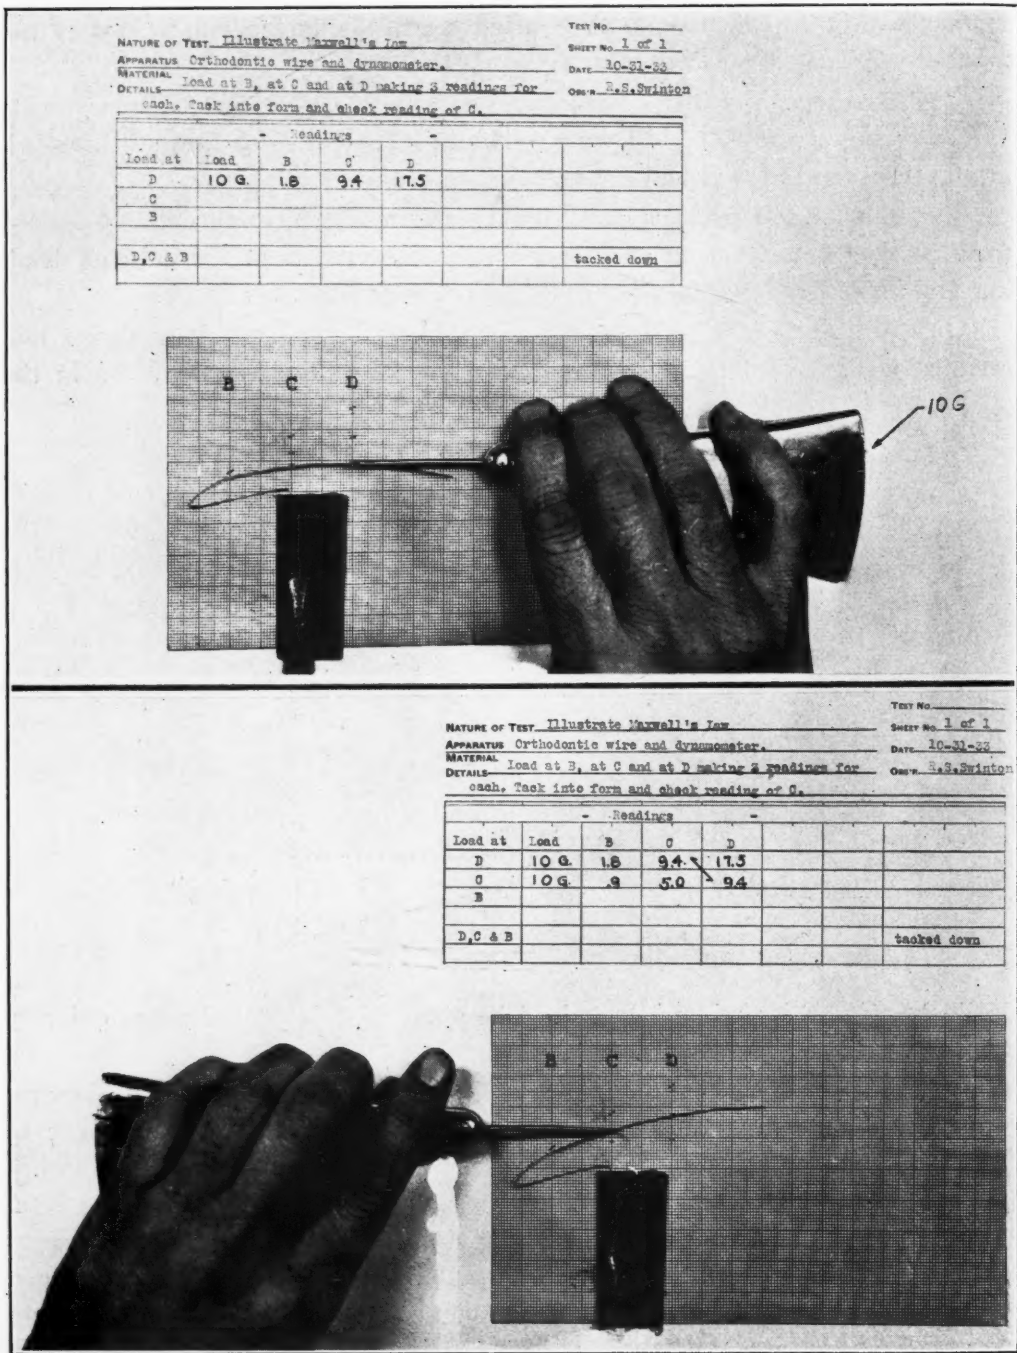 TEST No.
NATURE OF TEST Illustrate Maxwell's Law
SHEET No. 1 of 1
APPARATUS Orthodontic wire and dynamometer.
DATE 10-31-33
MATERIAL
DETAILS Load at B, at C and at D making 3 readings for
OBS'R. R.S.Swinton
each. Tack into form and check reading of C.
- Readings -
Load at Load B C D
D 10 G. 1.8 9.4 17.5
C
B
D,C & B tacked down
B C D
10G
TEST No.
NATURE OF TEST Illustrate Maxwell's Law
SHEET No. 1 of 1
APPARATUS Orthodontic wire and dynamometer.
DATE 10-31-33
MATERIAL
DETAILS Load at B, at C and at D making 3 readings for
OBS'R. R.S.Swinton
each. Tack into form and check reading of C.
- Readings -
Load at Load B C D
D 10 G. 1.8 9.4 17.5
C 10 G. .9 5.0 9.4
B
D,C & B tacked down
B C D